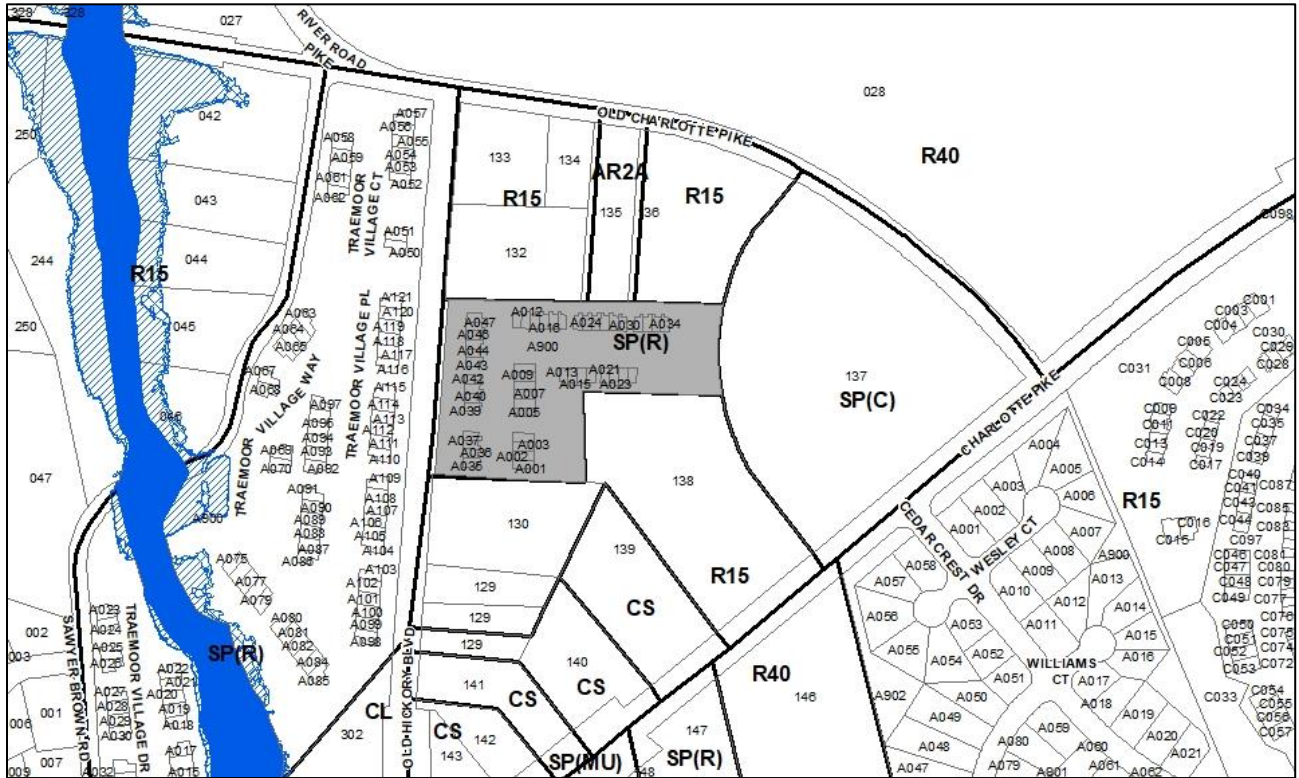 329
328
027
RIVER ROAD
PIKE
028
OLD CHARLOTTE PIKE
R40
042
250
A057
A056
A058
A055
A059
A054
A053
A061
A052
A062
133
134
AR2A
R15
135
36
R15
043
TRAEMOOR
VILLAGE CT
A051
A050
044
244
R15
132
C098
TRAEMOOR VILLAGE PL
A121
A120
A119
A118
A117
A116
A115
A114
A113
A112
A111
A110
250
045
A063
A064
A065
A067
A068
046
A047
A046
A044
A043
A042
A040
A039
A037
A036
A035
A012
A016
A024
A030
A034
A900
SP(R)
A009
A013
A015
A021
A023
A007
A005
A003
A002
A001
137
SP(C)
CHARLOTTE PIKE
C001
C003
C004
C030
C029
C028
C005
C006
C008
C031
C024
C023
C009
C011
C013
C014
C022
C020
C019
C017
C034
C035
C037
C039
C040
C041
C043
C044
C087
C085
C083
C016
C015
C097
C046
C047
C048
C049
C081
C080
C079
C077
C076
C075
C074
C072
C050
C051
C052
C053
C033
C054
C055
C056
C057
R15
047
TRAEMOOR VILLAGE WAY
A097
A095
A094
A093
A092
A069
A070
A091
A090
A089
A088
A087
A086
A900
A109
A108
A107
A106
A105
A104
A103
A102
A101
A100
A099
A098
A075
A077
A079
A080
A081
A082
A084
A085
130
138
139
R15
CS
129
129
129
140
CS
141
CS
142
143
CS
CL
302
OLD HICKORY BLVD
SP(MU)
R40
146
147
SP(R)
148
CEDAR CREST DR
WESLEY CT
A004
A005
A003
A006
A002
A001
A007
A008
A900
A009
A013
A010
A012
A014
A011
A015
A016
A058
A057
A056
A053
A055
A054
A052
A051
WILLIAMS
CT
A017
A018
A019
A020
A021
A902
A050
A049
A048
A047
A059
A080
A060
A079
A061
A801
A062
002
003
001
006
007
009
SAWYER BROWN RD
TRAEMOOR VILLAGE DR
A023
A024
A025
A026
A022
A021
A020
A019
A018
A027
A028
A029
A030
A017
A015
A032
SP(R)